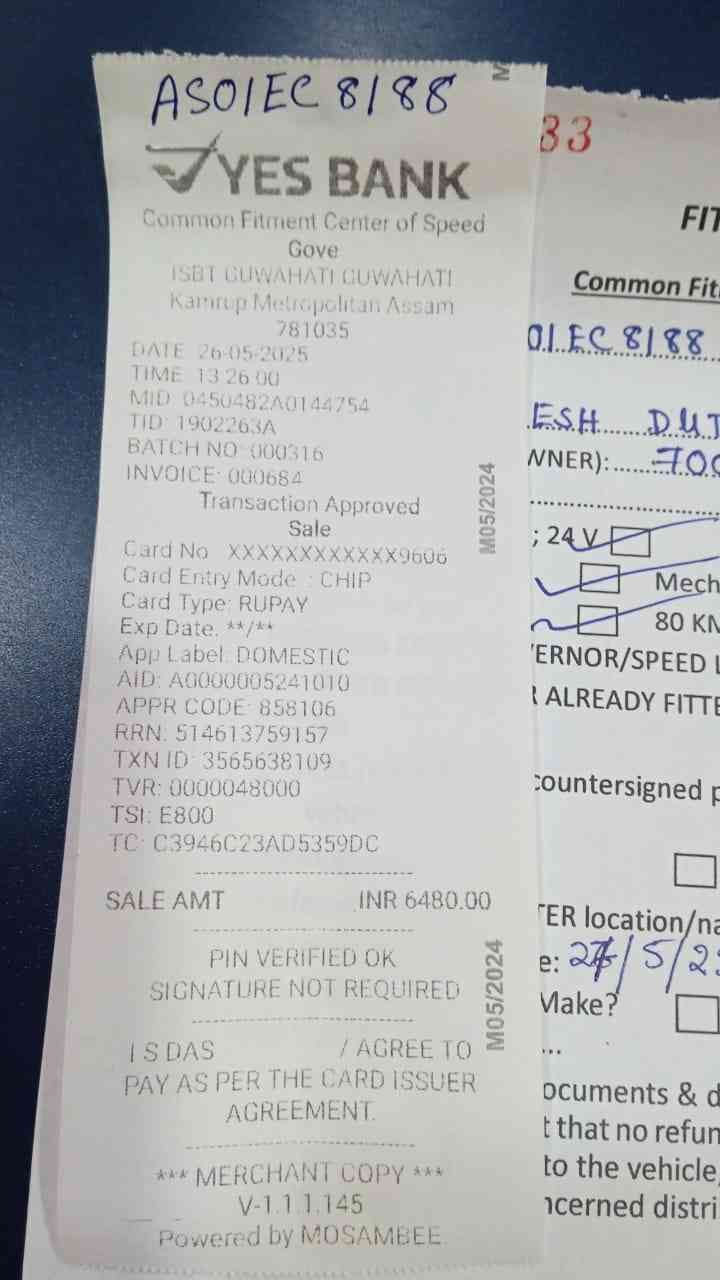 AS01EC 8188
YES BANK
Common Fitment Center of Speed
Gove
ISBT GUWAHATI GUWAHATI
Kamrup Metropolitan Assam
781035
DATE 26-05-2025
TIME 13 26 00
MID 0450482A0144754
TID: 1902263A
BATCH NO 000316
INVOICE: 000684
Transaction Approved
Sale
Card No XXXXXXXXXXXX9606
Card Entry Mode : CHIP
Card Type: RUPAY
Exp Date. **/**
App Label: DOMESTIC
AID: A0000005241010
APPR CODE: 858106
RRN: 514613759157
TXN ID: 3565638109
TVR: 0000048000
TSI: E800
TC: C3946C23AD5359DC
SALE AMT INR 6480.00
PIN VERIFIED OK
SIGNATURE NOT REQUIRED
I S DAS / AGREE TO
PAY AS PER THE CARD ISSUER
AGREEMENT.
*** MERCHANT COPY ***
V-1.1.1.145
Powered by MOSAMBEE
M05/2024
M05/2024
33
FIT
Common Fit
01 EC 8188
ESH DUT
WNER):..... 700
; 24 V
Mech
80 KM
ERNOR/SPEED L
R ALREADY FITTE
countersigned p
TER location/na
e: /5/2
Make?
...
ocuments & d
t that no refun
to the vehicle,
ncerned distri